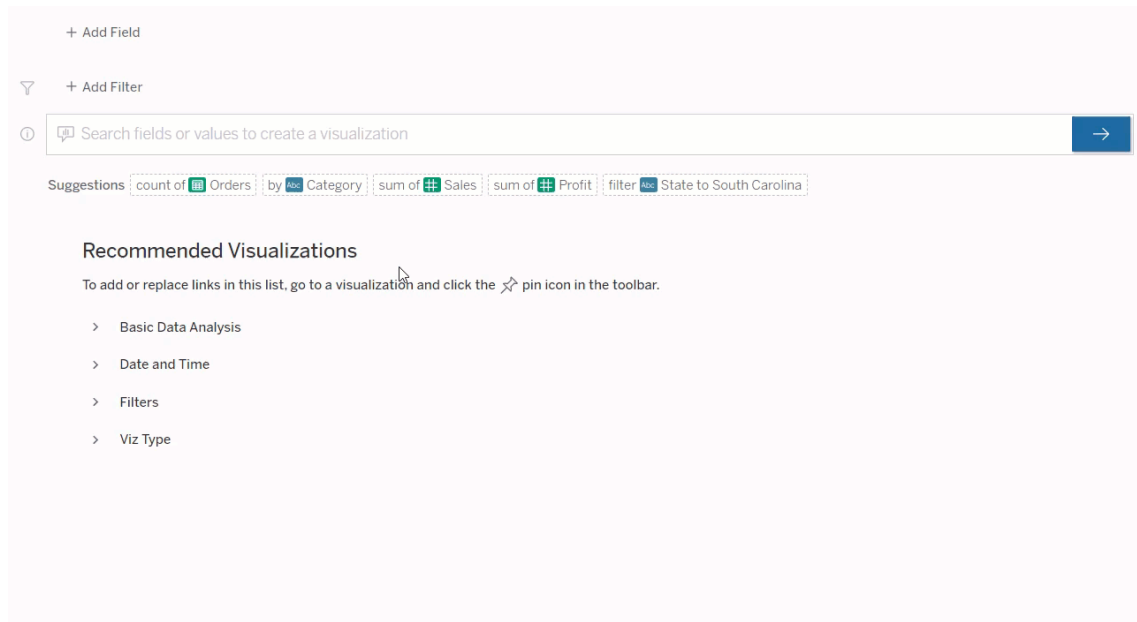 + Add Field
+ Add Filter
Search fields or values to create a visualization
Suggestions count of Orders by Abc Category sum of Sales sum of Profit filter Abc State to South Carolina
Recommended Visualizations
To add or replace links in this list, go to a visualization and click the pin icon in the toolbar.
Basic Data Analysis
Date and Time
Filters
Viz Type